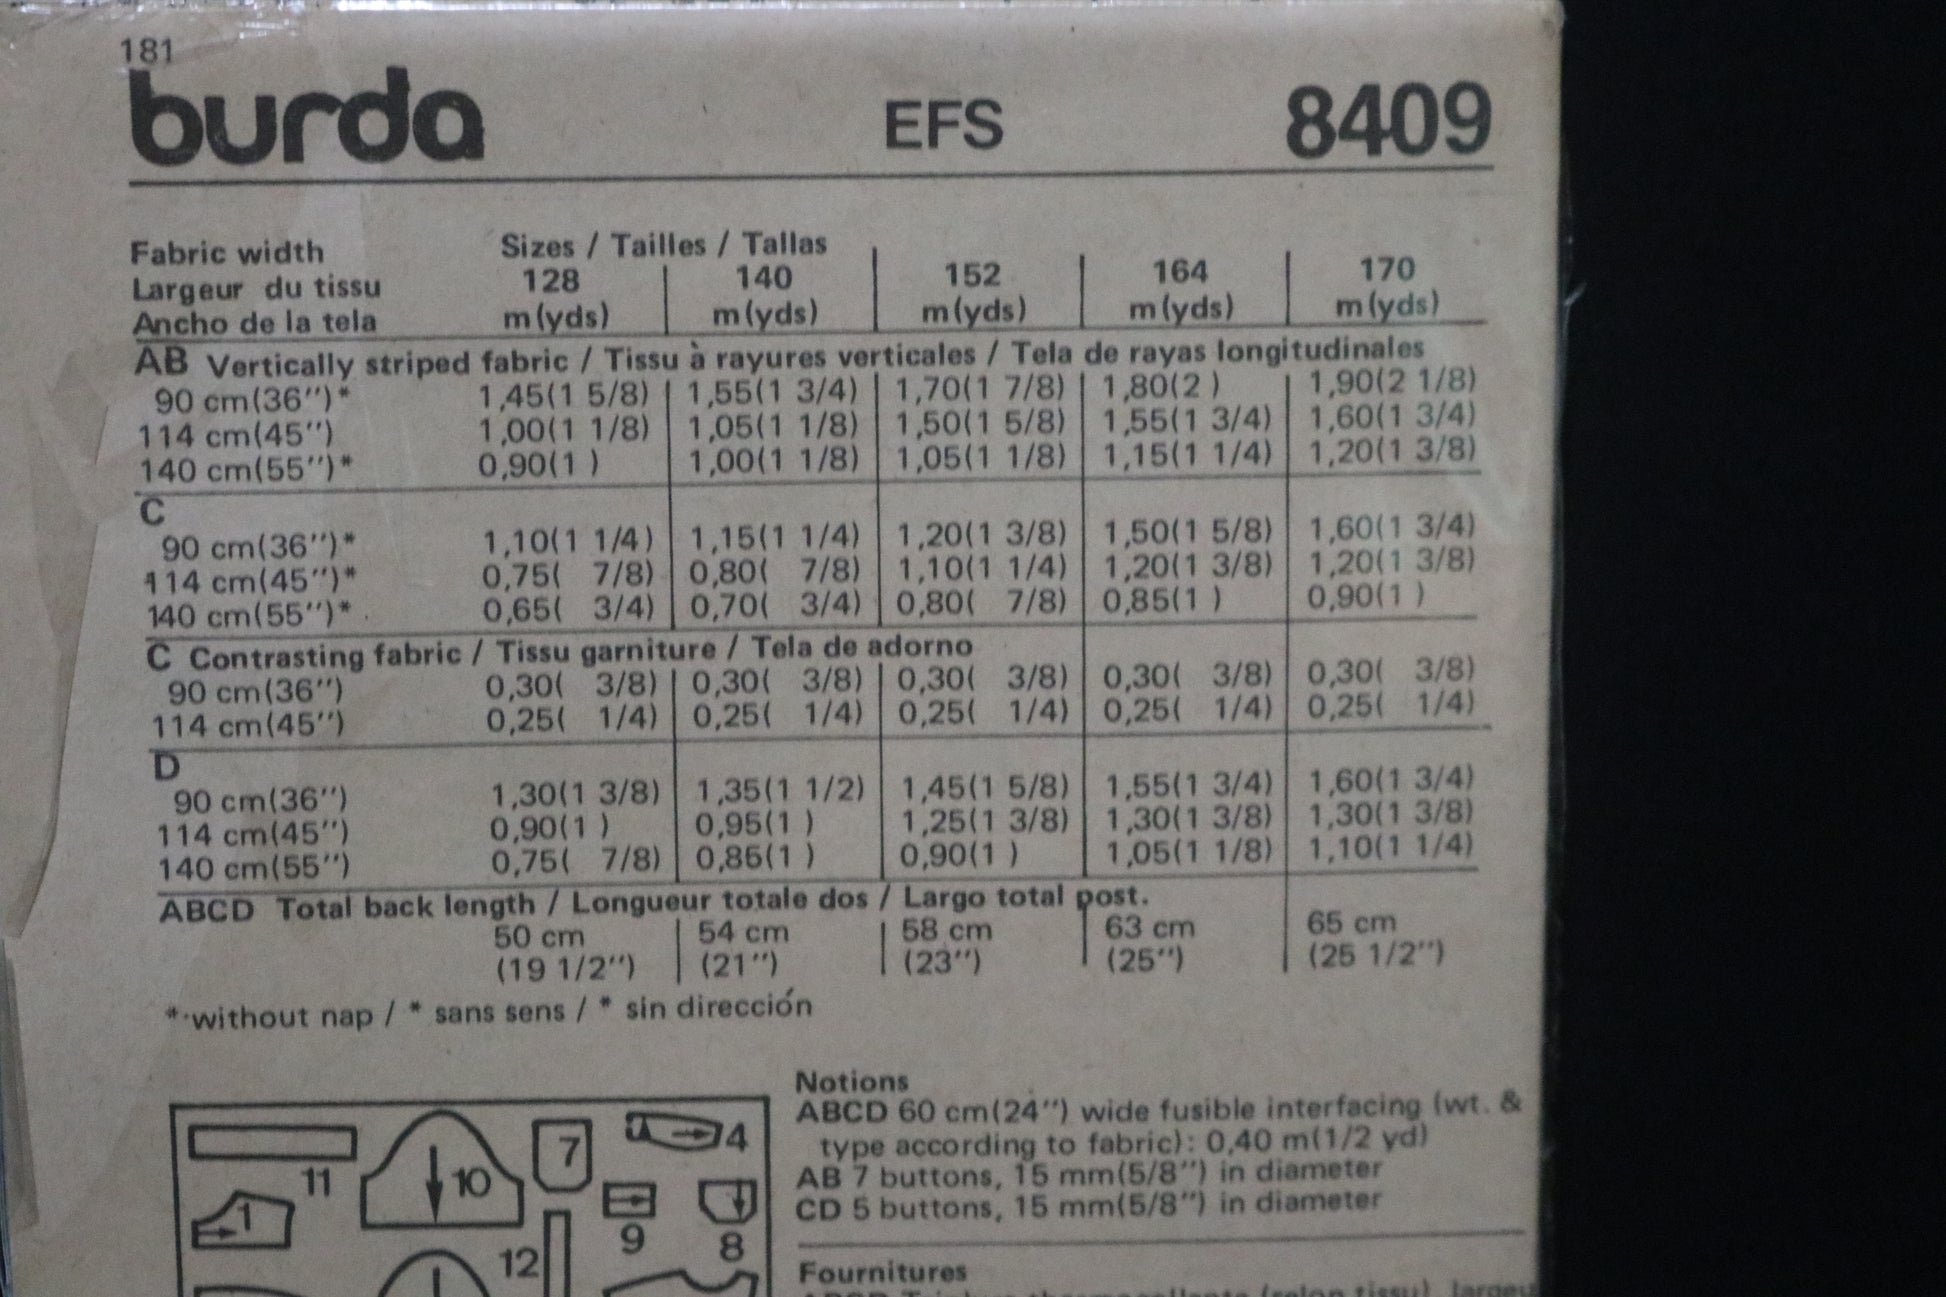 181
burda EFS 8409
Fabric width Sizes / Tailles / Tallas
Largeur du tissu 128 140 152 164 170
Ancho de la tela m(yds) m(yds) m(yds) m(yds) m(yds)
AB Vertically striped fabric / Tissu à rayures verticales / Tela de rayas longitudinales
90 cm(36'')* 1,45(1 5/8) 1,55(1 3/4) 1,70(1 7/8) 1,80(2 ) 1,90(2 1/8)
114 cm(45'') 1,00(1 1/8) 1,05(1 1/8) 1,50(1 5/8) 1,55(1 3/4) 1,60(1 3/4)
140 cm(55'')* 0,90(1 ) 1,00(1 1/8) 1,05(1 1/8) 1,15(1 1/4) 1,20(1 3/8)
C
90 cm(36'')* 1,10(1 1/4) 1,15(1 1/4) 1,20(1 3/8) 1,50(1 5/8) 1,60(1 3/4)
114 cm(45'')* 0,75( 7/8) 0,80( 7/8) 1,10(1 1/4) 1,20(1 3/8) 1,20(1 3/8)
140 cm(55'')* 0,65( 3/4) 0,70( 3/4) 0,80( 7/8) 0,85(1 ) 0,90(1 )
C Contrasting fabric / Tissu garniture / Tela de adorno
90 cm(36'') 0,30( 3/8) 0,30( 3/8) 0,30( 3/8) 0,30( 3/8) 0,30( 3/8)
114 cm(45'') 0,25( 1/4) 0,25( 1/4) 0,25( 1/4) 0,25( 1/4) 0,25( 1/4)
D
90 cm(36'') 1,30(1 3/8) 1,35(1 1/2) 1,45(1 5/8) 1,55(1 3/4) 1,60(1 3/4)
114 cm(45'') 0,90(1 ) 0,95(1 ) 1,25(1 3/8) 1,30(1 3/8) 1,30(1 3/8)
140 cm(55'') 0,75( 7/8) 0,85(1 ) 0,90(1 ) 1,05(1 1/8) 1,10(1 1/4)
ABCD Total back length / Longueur totale dos / Largo total post.
50 cm 54 cm 58 cm 63 cm 65 cm
(19 1/2'') (21'') (23'') (25'') (25 1/2'')
* without nap / * sans sens / * sin dirección
Notions
ABCD 60 cm(24'') wide fusible interfacing (wt. &
type according to fabric): 0,40 m(1/2 yd)
AB 7 buttons, 15 mm(5/8'') in diameter
CD 5 buttons, 15 mm(5/8'') in diameter
Fournitures
11
10
7
4
1
9
8
12